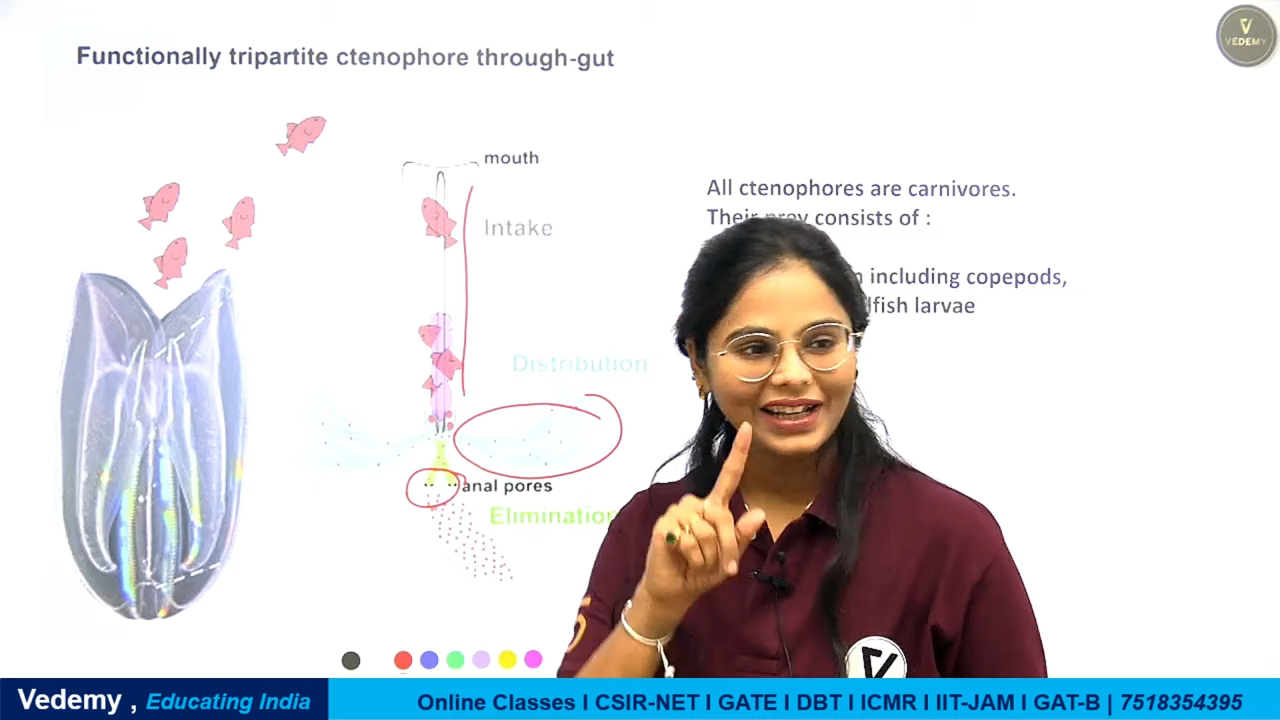 Functionally tripartite ctenophore through-gut
VEDEMY
mouth
Intake
Distribution
anal pores
Elimination
All ctenophores are carnivores.
Their prey consists of :
including copepods,
larvae
Vedemy , Educating India
Online Classes I CSIR-NET I GATE I DBT I ICMR I IIT-JAM I GAT-B | 7518354395